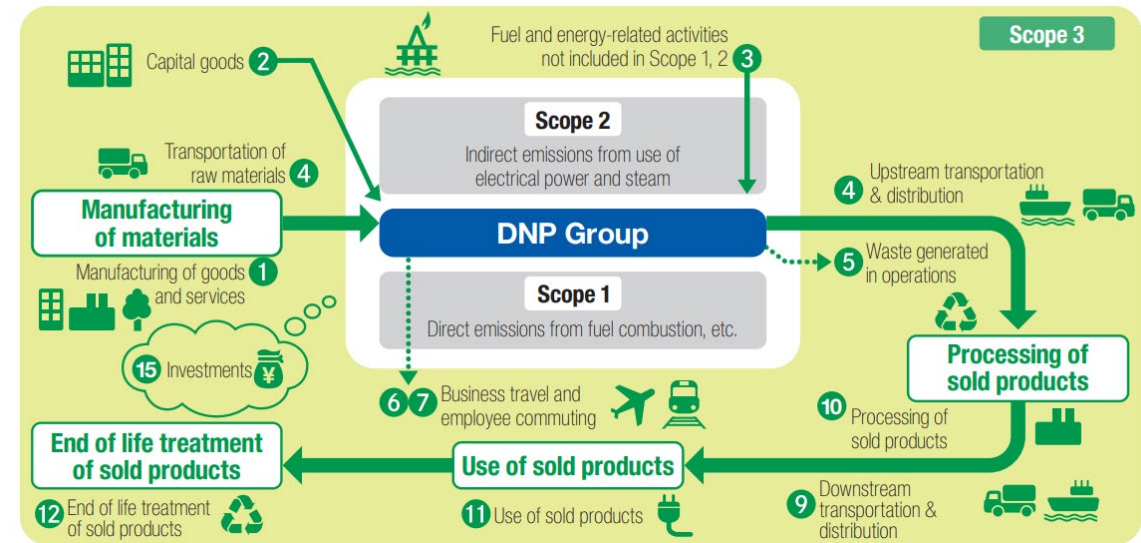 Scope 3
Capital goods 2
Fuel and energy-related activities
not included in Scope 1, 2 3
Scope 2
Indirect emissions from use of
electrical power and steam
Transportation of
raw materials 4
Manufacturing
of materials
Manufacturing of goods 1
and services
DNP Group
4 Upstream transportation
& distribution
5 Waste generated
in operations
Scope 1
Direct emissions from fuel combustion, etc.
15 Investments ¥
6 7 Business travel and
employee commuting
Processing of
sold products
10 Processing of
sold products
End of life treatment
of sold products
Use of sold products
12 End of life treatment
of sold products
11 Use of sold products
9 Downstream
transportation &
distribution